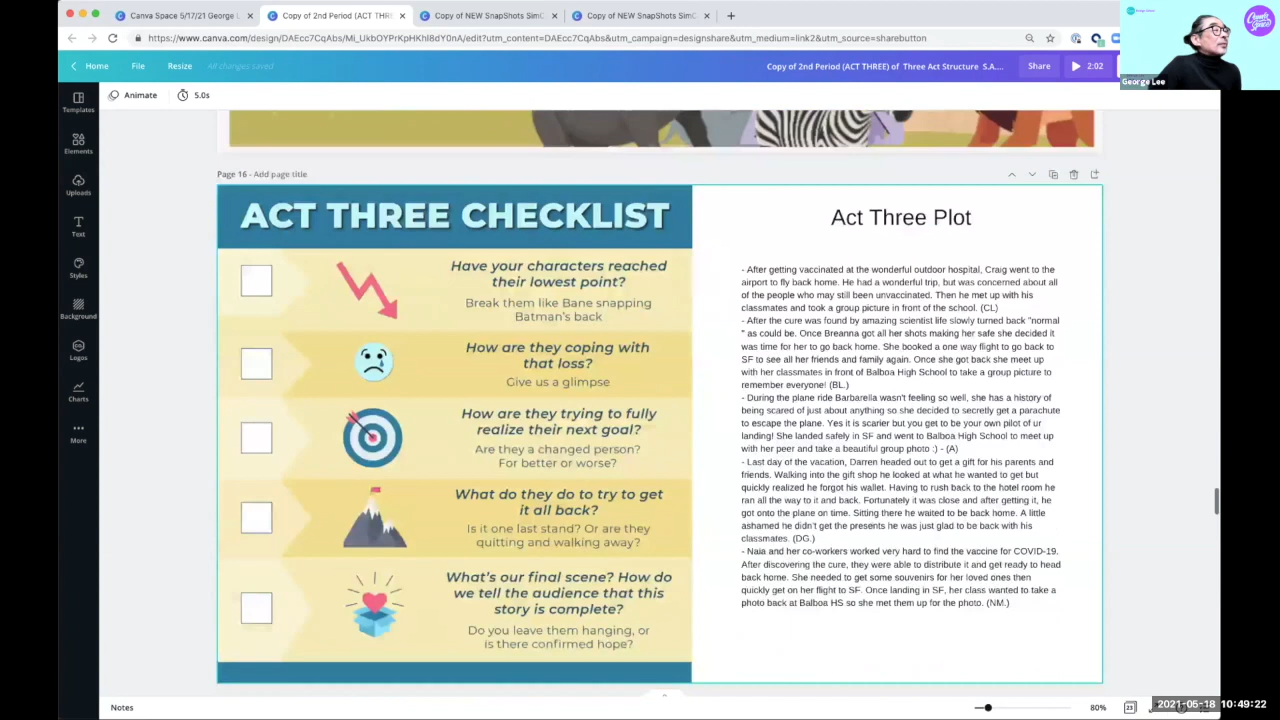 Canva Space 5/17/21 George L
Copy of 2nd Period (ACT THRE
Copy of NEW SnapShots SimC
Copy of NEW SnapShots SimC
https://www.canva.com/design/DAEcc7CqAbs/Mi_UkbOYPrKpHKhI8dY0nA/edit?utm_content=DAEcc7CqAbs&utm_campaign=designshare&utm_medium=link2&utm_source=sharebutton
Home
File
Resize
All changes saved
Copy of 2nd Period (ACT THREE) of Three Act Structure S.A....
Share
2:02
George Lee
Canva Space
Animate
5.0s
Templates
Elements
Uploads
Text
Styles
Background
Logos
Charts
More
Page 16 - Add page title
ACT THREE CHECKLIST
Have your characters reached
their lowest point?
Break them like Bane snapping
Batman's back
How are they coping with
that loss?
Give us a glimpse
How are they trying to fully
realize their next goal?
Are they a changed person?
For better or worse?
What do they do to try to get
it all back?
Is it one last stand? Or are they
quitting and walking away?
What's our final scene? How do
we tell the audience that this
story is complete?
Do you leave them hanging, or
is there confirmed hope?
Act Three Plot
- After getting vaccinated at the wonderful outdoor hospital, Craig went to the
airport to fly back home. He had a wonderful trip, but was concerned about all
of the people who may still been unvaccinated. Then he met up with his
classmates and took a group picture in front of the school. (CL)
- After the cure was found by amazing scientist life slowly turned back "normal
" as could be. Once Breanna got all her shots making her safe she decided it
was time for her to go back home. She booked a one way flight to go back to
SF to see all her friends and family again. Once she got back she meet up
with her classmates in front of Balboa High School to take a group picture to
remember everyone! (BL.)
- During the plane ride Barbarella wasn't feeling so well, she has a history of
being scared of just about anything so she decided to secretly get a parachute
to escape the plane. Yes it is scarier but you get to be your own pilot of ur
landing! She landed safely in SF and went to Balboa High School to meet up
with her peer and take a beautiful group photo :) - (A)
- Last day of the vacation, Darren headed out to get a gift for his parents and
friends. Walking into the gift shop he looked at what he wanted to get but
quickly realized he forgot his wallet. Having to rush back to the hotel room he
ran all the way to it and back. Fortunately it was close and after getting it, he
got onto the plane on time. Sitting there he waited to be back home. A little
ashamed he didn't get the presents he was just glad to be back with his
classmates. (DG.)
- Naia and her co-workers worked very hard to find the vaccine for COVID-19.
After discovering the cure, they were able to distribute it and get ready to head
back home. She needed to get some souvenirs for her loved ones then
quickly get on her flight to SF. Once landing in SF, her class wanted to take a
photo back at Balboa HS so she met them up for the photo. (NM.)
Notes
80%
23
2021-05-18 10:49:22